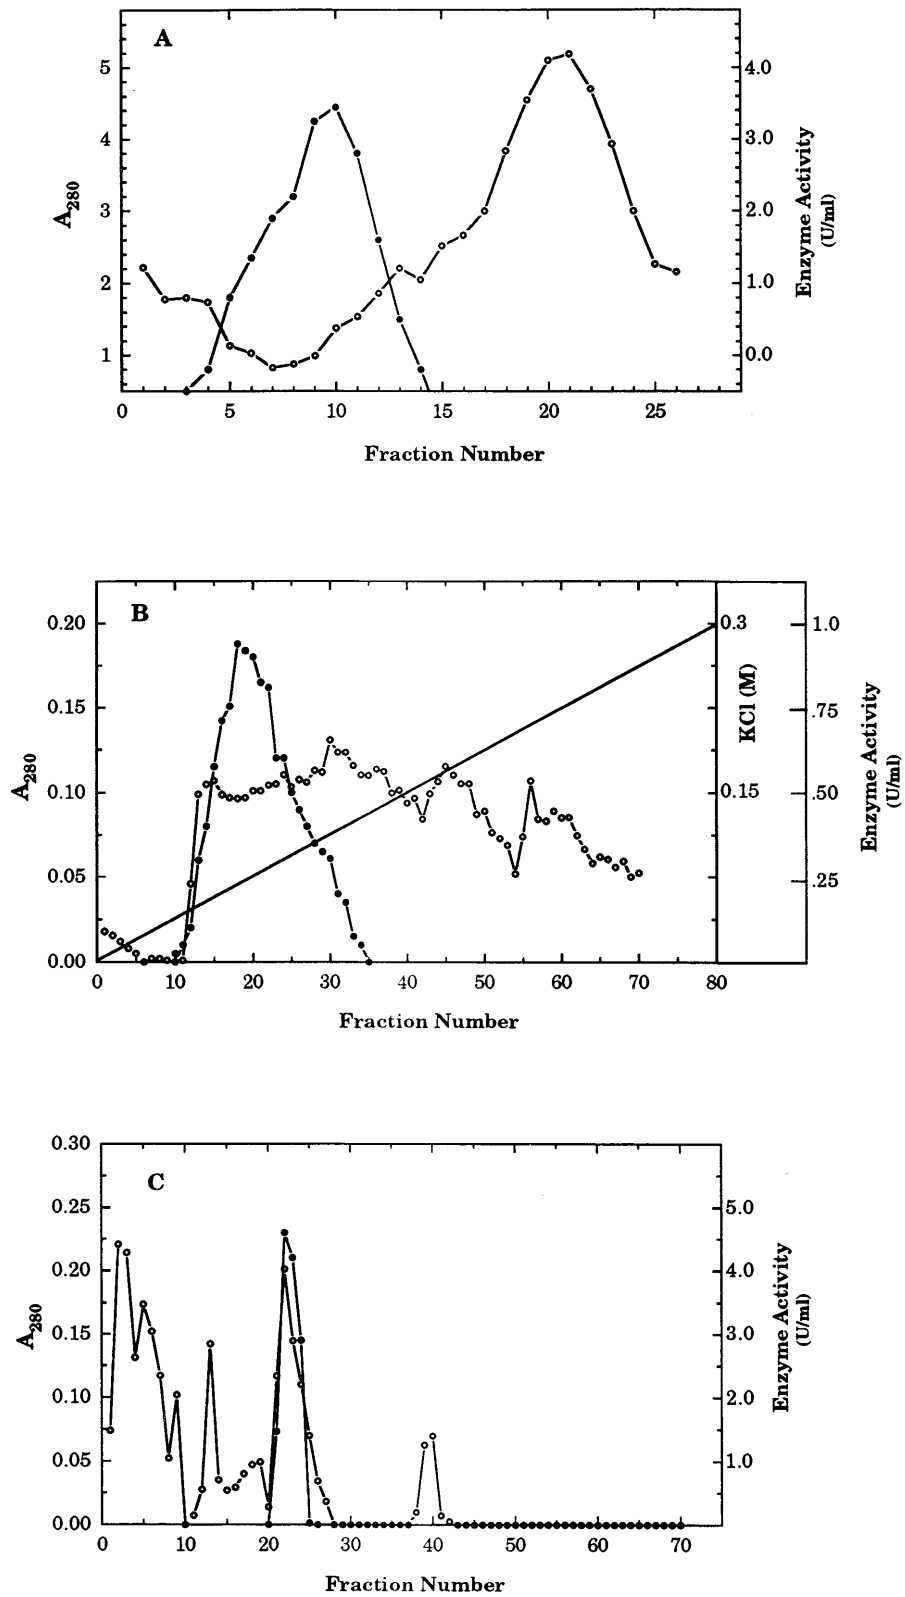 A
5
4
3
2
1
A280
4.0
3.0
2.0
1.0
0.0
Enzyme Activity
(U/ml)
0 5 10 15 20 25
Fraction Number
B
0.20
0.15
0.10
0.05
0.00
A280
0.3
0.15
KCl (M)
1.0
.75
.50
.25
Enzyme Activity
(U/ml)
0 10 20 30 40 50 60 70 80
Fraction Number
C
0.30
0.25
0.20
0.15
0.10
0.05
0.00
A280
5.0
4.0
3.0
2.0
1.0
Enzyme Activity
(U/ml)
0 10 20 30 40 50 60 70
Fraction Number